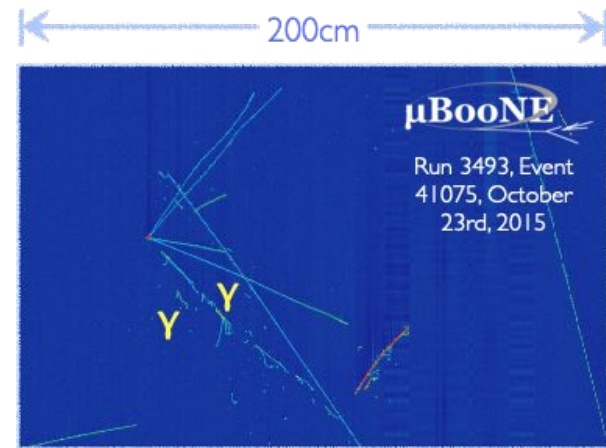 200cm
μBooNE
Run 3493, Event
41075, October
23rd, 2015
γ
γ